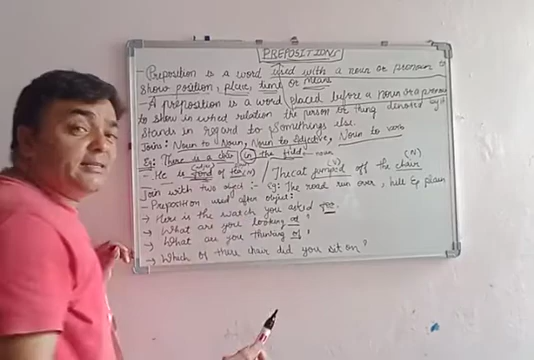 PREPOSITIONS
- Preposition is a word used with a noun or pronoun to
show position, place, time or means
- A preposition is a word placed before a noun or a pronoun
to show in what relation the person or thing denoted by it
stands in regard to somethings else.
Joins: Noun to Noun, Noun to Adjective, Noun to verb
Eg: There is a cow in the field - noun
- He is fond of tea (N) / The cat jumped (V) off the chair (N)
Join with two object :- Eg: The road run over, hill & plain
- Preposition used after object:
→ Here is the watch you asked for.
→ What are you looking at?
→ What are you thinking of?
→ Which of these chair did you sit on?